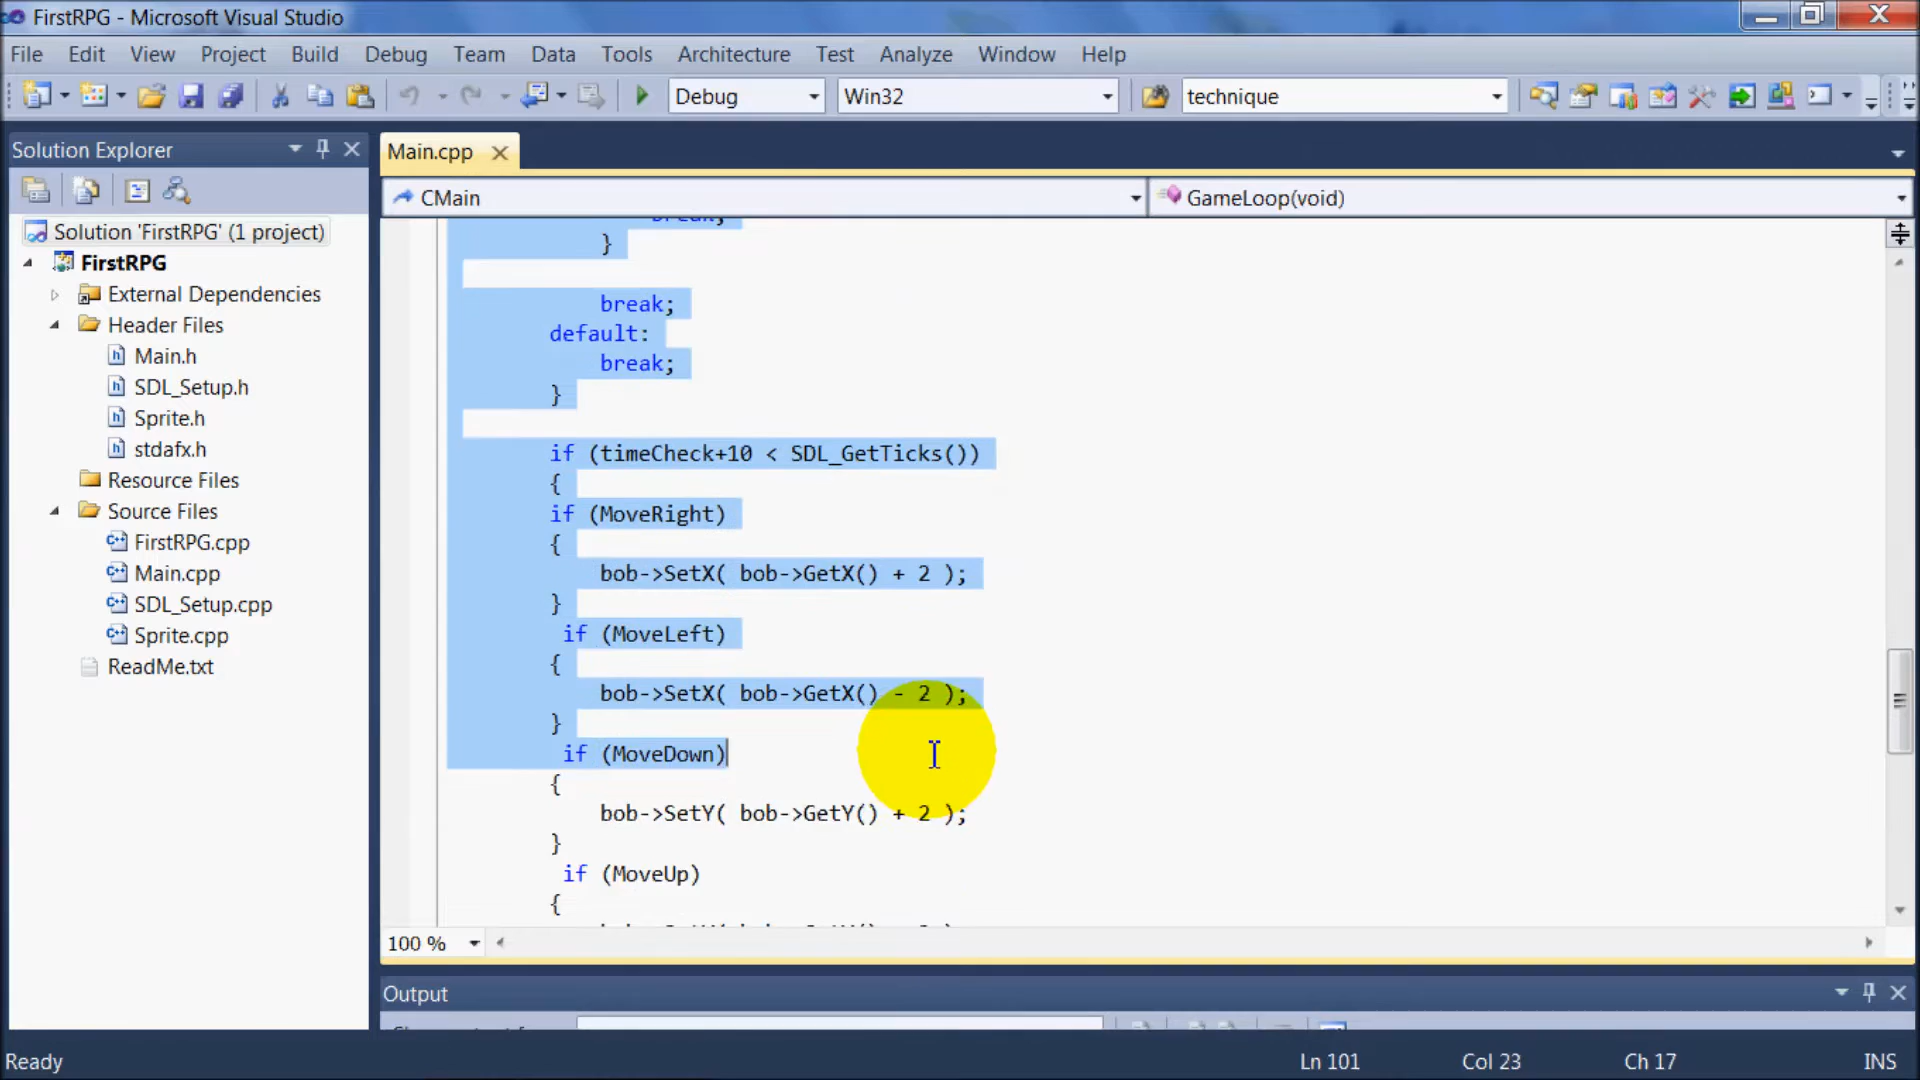 FirstRPG - Microsoft Visual Studio
File Edit View Project Build Debug Team Data Tools Architecture Test Analyze Window Help
Debug Win32 technique
Solution Explorer
Main.cpp
CMain GameLoop(void)
Solution 'FirstRPG' (1 project)
FirstRPG
External Dependencies
Header Files
Main.h
SDL_Setup.h
Sprite.h
stdafx.h
Resource Files
Source Files
FirstRPG.cpp
Main.cpp
SDL_Setup.cpp
Sprite.cpp
ReadMe.txt
break;
}
break;
default:
break;
}
if (timeCheck+10 < SDL_GetTicks())
{
if (MoveRight)
{
bob->SetX( bob->GetX() + 2 );
}
if (MoveLeft)
{
bob->SetX( bob->GetX() - 2 );
}
if (MoveDown)
{
bob->SetY( bob->GetY() + 2 );
}
if (MoveUp)
{
100 %
Output
Ready Ln 101 Col 23 Ch 17 INS